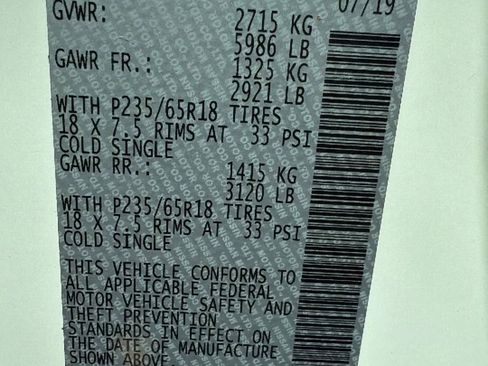 07/19
GVWR: 2715 KG
5986 LB
GAWR FR.: 1325 KG
2921 LB
WITH P235/65R18 TIRES
18 X 7.5 RIMS AT 33 PSI
COLD SINGLE
GAWR RR.: 1415 KG
3120 LB
WITH P235/65R18 TIRES
18 X 7.5 RIMS AT 33 PSI
COLD SINGLE
THIS VEHICLE CONFORMS TO
ALL APPLICABLE FEDERAL
MOTOR VEHICLE SAFETY AND
THEFT PREVENTION
STANDARDS IN EFFECT ON
THE DATE OF MANUFACTURE
SHOWN ABOVE.